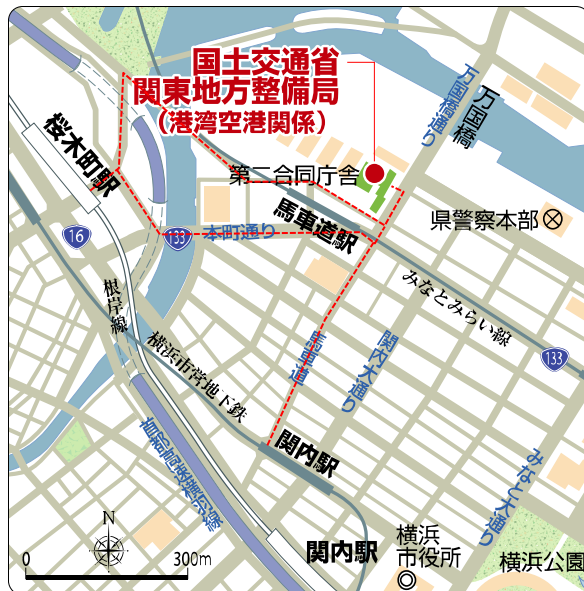 国土交通省
関東地方整備局
（港湾空港関係）
万国橋通り
万国橋
桜木町駅
第二合同庁舎
県警察本部
馬車道駅
16
133
本町通り
みなとみらい線
根岸線
横浜市営地下鉄
馬車道
関内大通り
133
首都高速横羽線
関内駅
みなと大通り
N
0 300m
関内駅
横浜
市役所
横浜公園